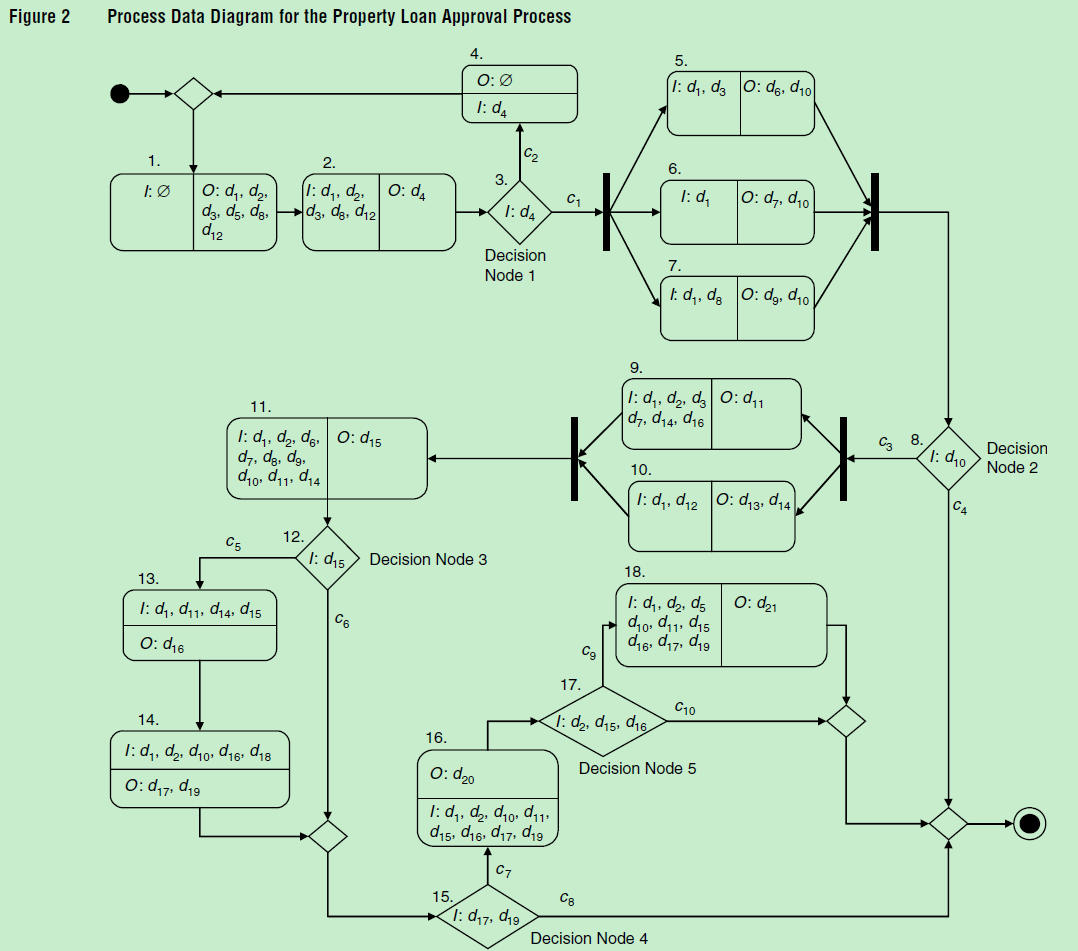 Figure 2 Process Data Diagram for the Property Loan Approval Process
4.
O: ∅
I: d4
5.
I: d1, d3
O: d6, d10
1.
I: ∅
O: d1, d2,
d3, d5, d8,
d12
2.
I: d1, d2,
d3, d8, d12
O: d4
c2
3.
I: d4
c1
Decision
Node 1
6.
I: d1
O: d7, d10
7.
I: d1, d8
O: d9, d10
9.
I: d1, d2, d3
d7, d14, d16
O: d11
11.
I: d1, d2, d6,
d7, d8, d9,
d10, d11, d14
O: d15
10.
I: d1, d12
O: d13, d14
c3
8.
I: d10
Decision
Node 2
c4
c5
12.
I: d15
Decision Node 3
c6
13.
I: d1, d11, d14, d15
O: d16
18.
I: d1, d2, d5
d10, d11, d15
d16, d17, d19
O: d21
c9
14.
I: d1, d2, d10, d16, d18
O: d17, d19
17.
I: d2, d15, d16
c10
Decision Node 5
16.
O: d20
I: d1, d2, d10, d11,
d15, d16, d17, d19
c7
15.
I: d17, d19
c8
Decision Node 4